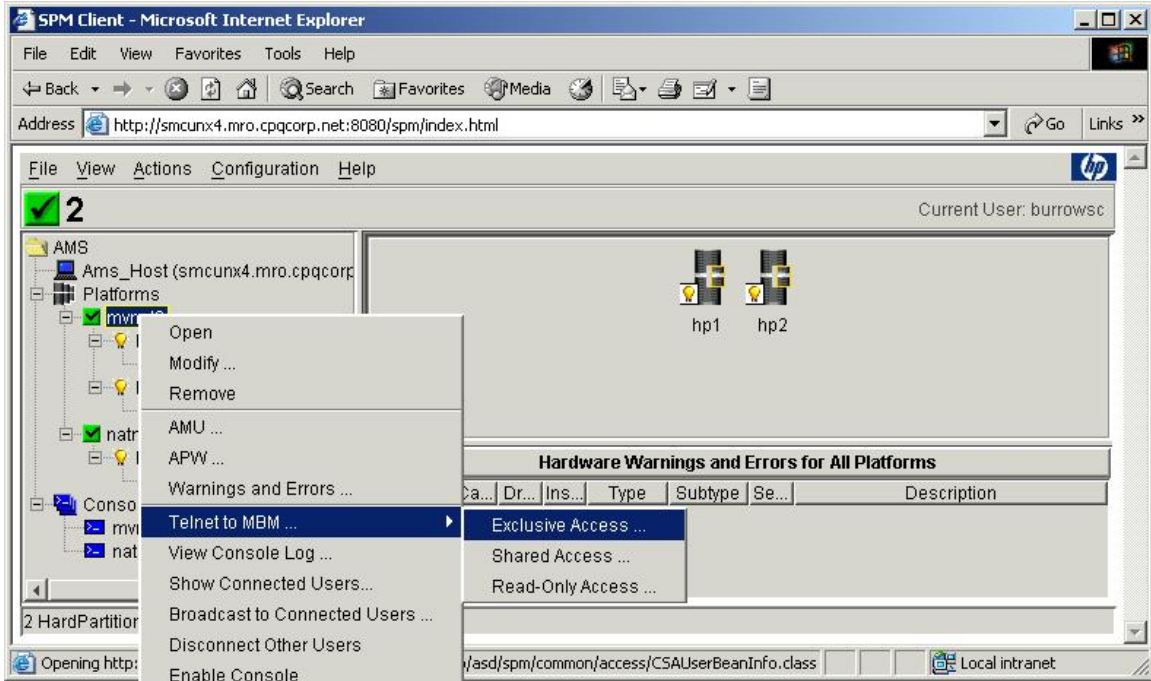 SPM Client - Microsoft Internet Explorer
File Edit View Favorites Tools Help
Back Search Favorites Media
Address http://smcunx4.mro.cpqcorp.net:8080/spm/index.html Go Links »
File View Actions Configuration Help
hp
2 Current User: burrowsc
AMS
Ams_Host (smcunx4.mro.cpqcorp
Platforms
hp1 hp2
natr
Conso
mvr
nat
2 HardPartition
Open
Modify ...
Remove
AMU ...
APW ...
Warnings and Errors ...
Telnet to MBM ...
View Console Log ...
Show Connected Users...
Broadcast to Connected Users ...
Disconnect Other Users
Enable Console
Exclusive Access ...
Shared Access ...
Read-Only Access ...
Hardware Warnings and Errors for All Platforms
Ca... Dr... Ins... Type Subtype Se... Description
Opening http: /asd/spm/common/access/CSAUserBeanInfo.class Local intranet